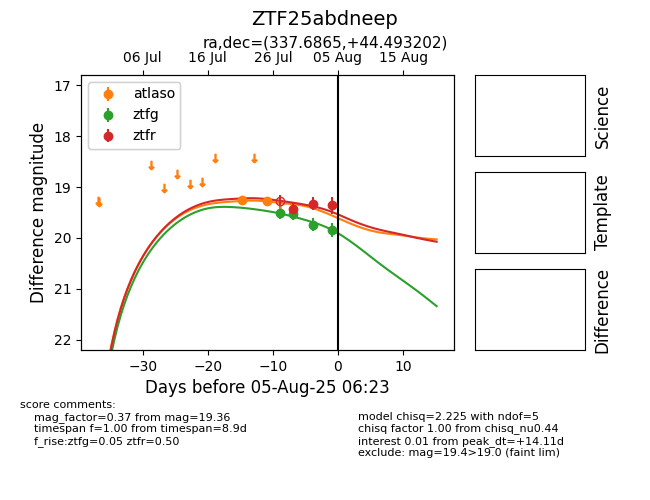 ZTF25abdneep
ra,dec=(337.6865,+44.493202)
06 Jul 16 Jul 26 Jul 05 Aug 15 Aug
atlaso
ztfg
ztfr
17
18
19
20
21
22
Difference magnitude
−30 −20 −10 0 10
Days before 05-Aug-25 06:23
Science
Template
Difference
score comments:
mag_factor=0.37 from mag=19.36
timespan f=1.00 from timespan=8.9d
f_rise:ztfg=0.05 ztfr=0.50
model chisq=2.225 with ndof=5
chisq factor 1.00 from chisq_nu0.44
interest 0.01 from peak_dt=+14.11d
exclude: mag=19.4>19.0 (faint lim)